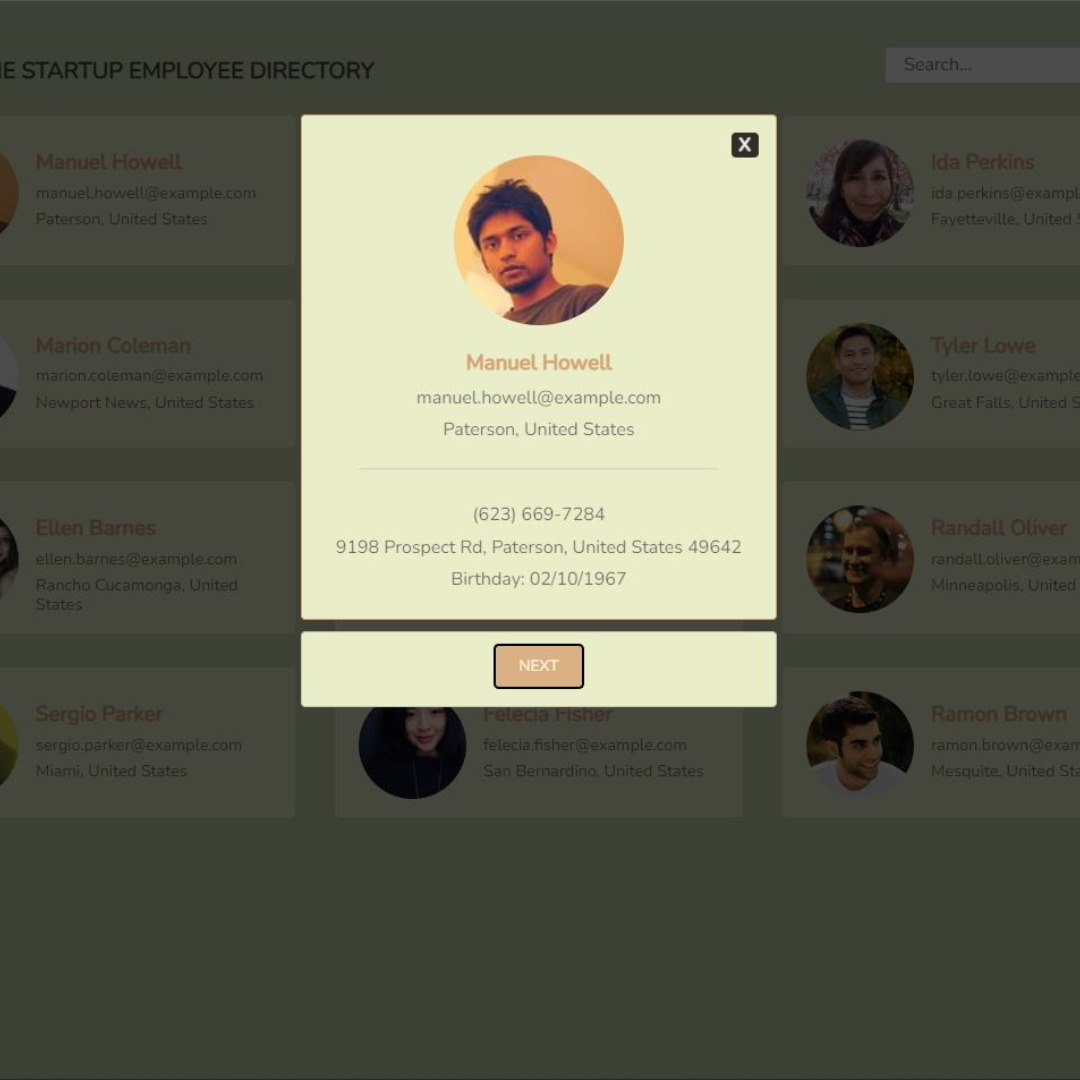 E STARTUP EMPLOYEE DIRECTORY
Search...
X
Manuel Howell
manuel.howell@example.com
Paterson, United States
(623) 669-7284
9198 Prospect Rd, Paterson, United States 49642
Birthday: 02/10/1967
NEXT
Manuel Howell
manuel.howell@example.com
Paterson, United States
Ida Perkins
ida.perkins@exampl
Fayetteville, United S
Marion Coleman
marion.coleman@example.com
Newport News, United States
Tyler Lowe
tyler.lowe@example
Great Falls, United S
Ellen Barnes
ellen.barnes@example.com
Rancho Cucamonga, United
States
Randall Oliver
randall.oliver@exam
Minneapolis, United
Sergio Parker
sergio.parker@example.com
Miami, United States
Felecia Fisher
felecia.fisher@example.com
San Bernardino, United States
Ramon Brown
ramon.brown@exam
Mesquite, United Sta